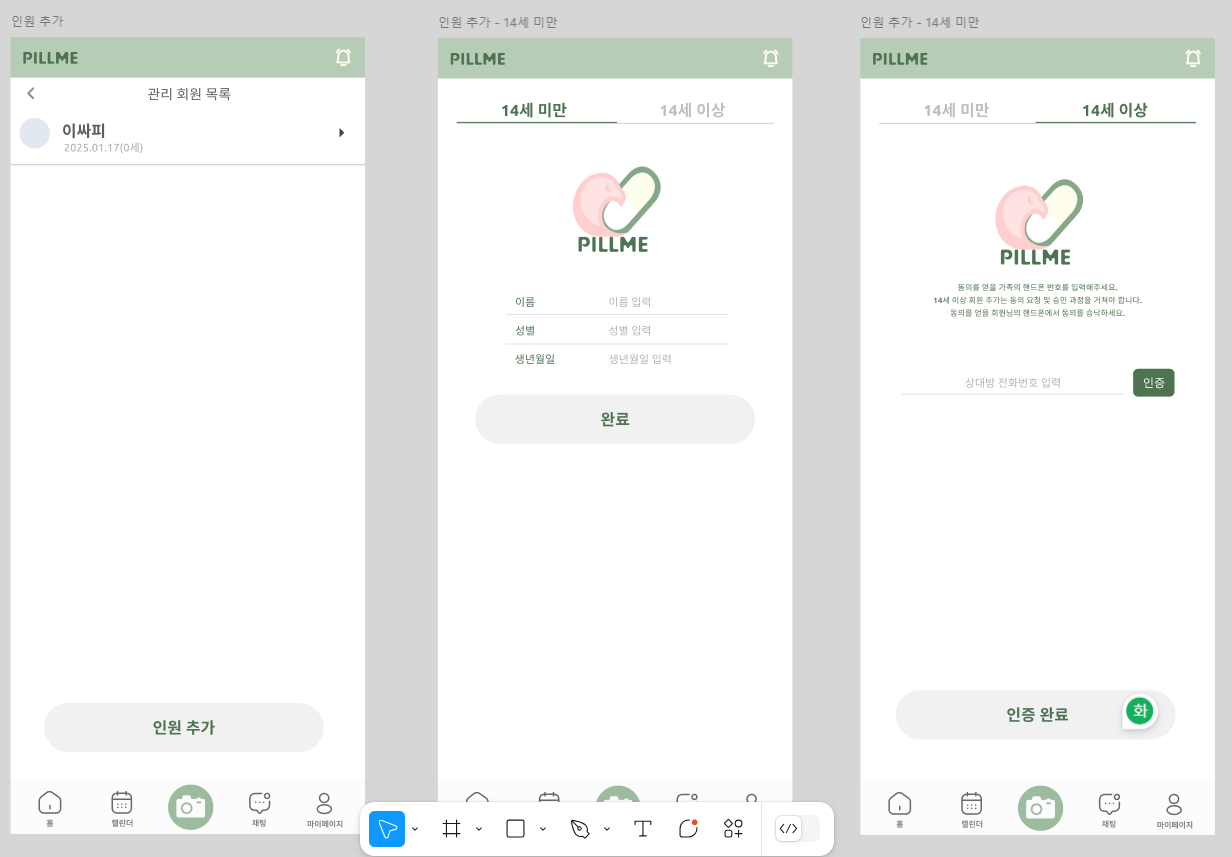 인원 추가
PILLME
관리 회원 목록
이싸피
2025.01.17(0세)
인원 추가
홈
캘린더
채팅
마이페이지
인원 추가 - 14세 미만
PILLME
14세 미만
14세 이상
PILLME
이름
이름 입력
성별
성별 입력
생년월일
생년월일 입력
완료
인원 추가 - 14세 미만
PILLME
14세 미만
14세 이상
PILLME
동의를 얻을 가족의 핸드폰 번호를 입력해주세요.
14세 이상 회원 추가는 동의 요청 및 승인 과정을 거쳐야 합니다.
동의를 얻을 회원님의 핸드폰에서 동의를 승낙하세요.
상대방 전화번호 입력
인증
인증 완료
화
홈
캘린더
채팅
마이페이지